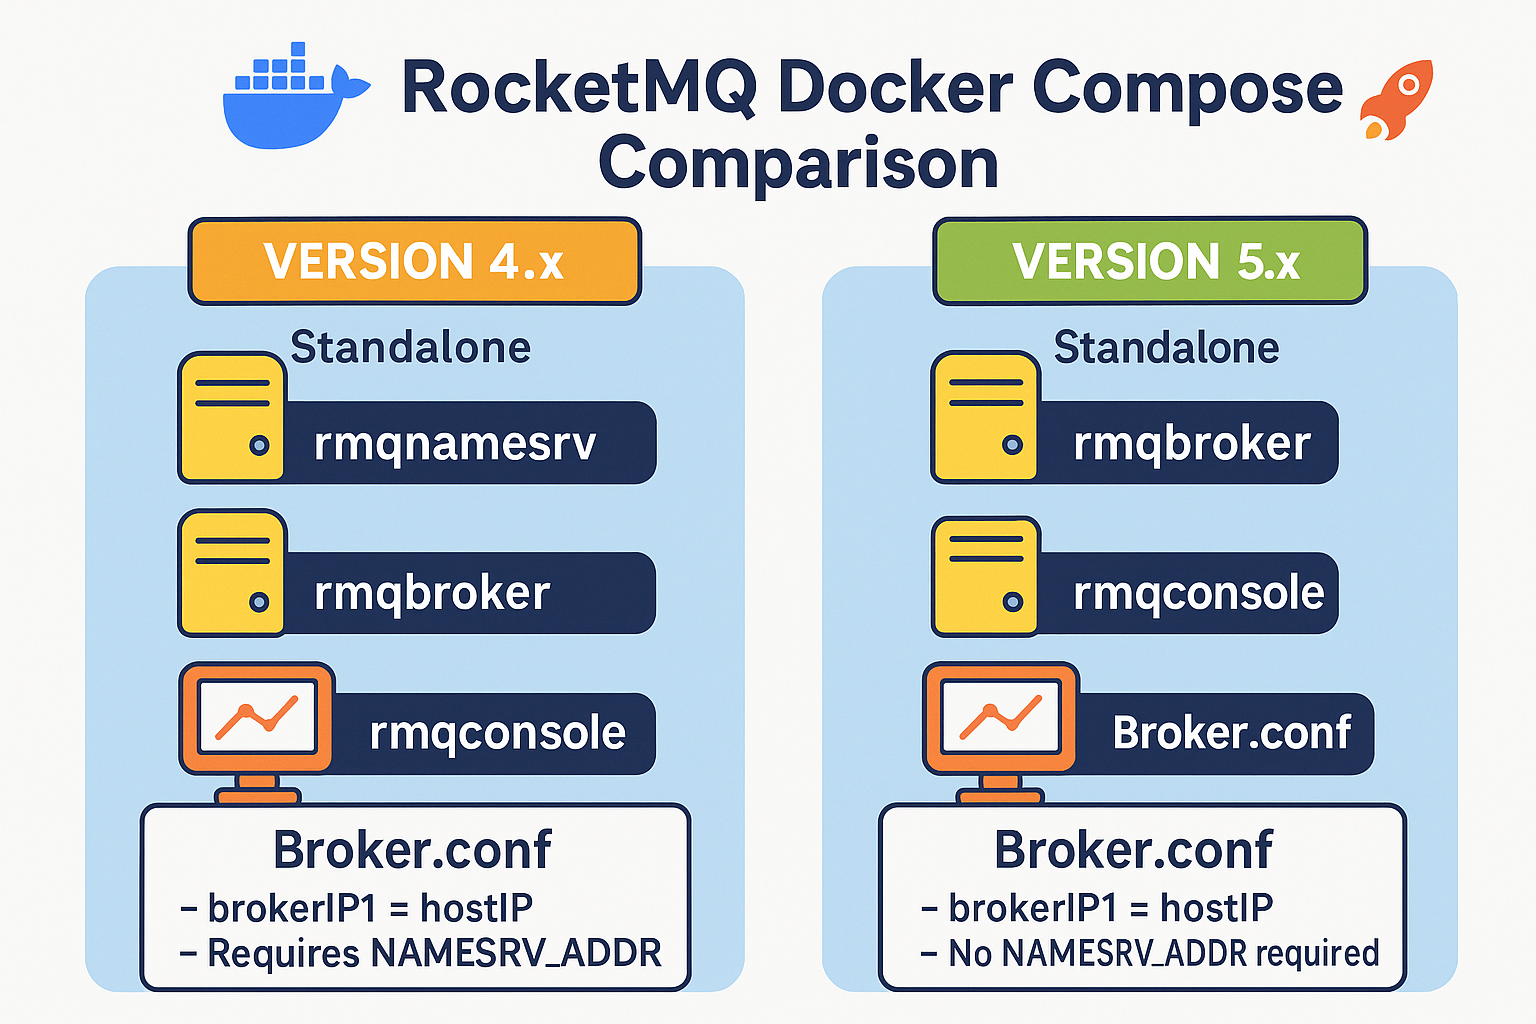 RocketMQ Docker Compose
Comparison
VERSION 4.x
Standalone
rmqnamesrv
rmqbroker
rmqconsole
Broker.conf
– brokerIP1 = hostIP
– Requires NAMESRV_ADDR
VERSION 5.x
Standalone
rmqbroker
rmqconsole
Broker.conf
Broker.conf
– brokerIP1 = hostIP
– No NAMESRV_ADDR required